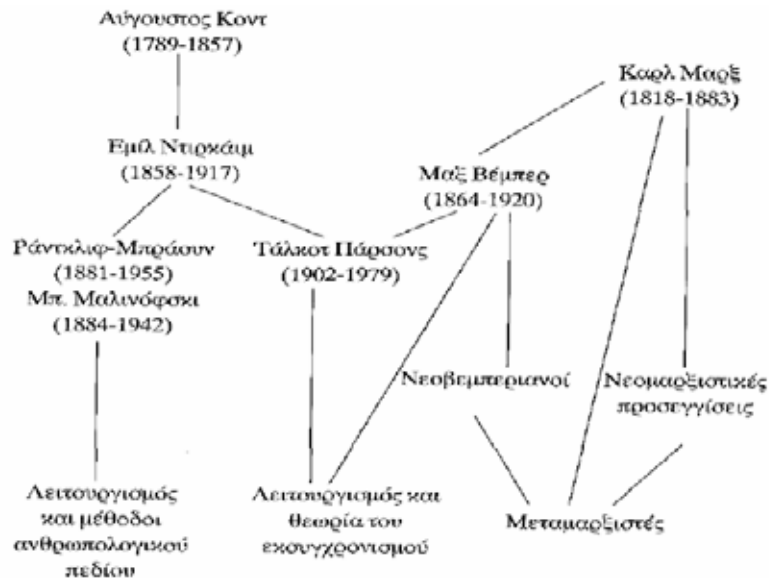 Αύγουστος Κοντ
(1789-1857)
Καρλ Μαρξ
(1818-1883)
Εμίλ Ντιρκάιμ
(1858-1917)
Μαξ Βέμπερ
(1864-1920)
Ράντκλιφ-Μπράουν
(1881-1955)
Μπ. Μαλινόφσκι
(1884-1942)
Τάλκοτ Πάρσονς
(1902-1979)
Νεοβεμπεριανοί
Νεομαρξιστικές
προσεγγίσεις
Λειτουργισμός
και μέθοδοι
ανθρωπολογικού
πεδίου
Λειτουργισμός και
θεωρία του
εκσυγχρονισμού
Μεταμαρξιστές